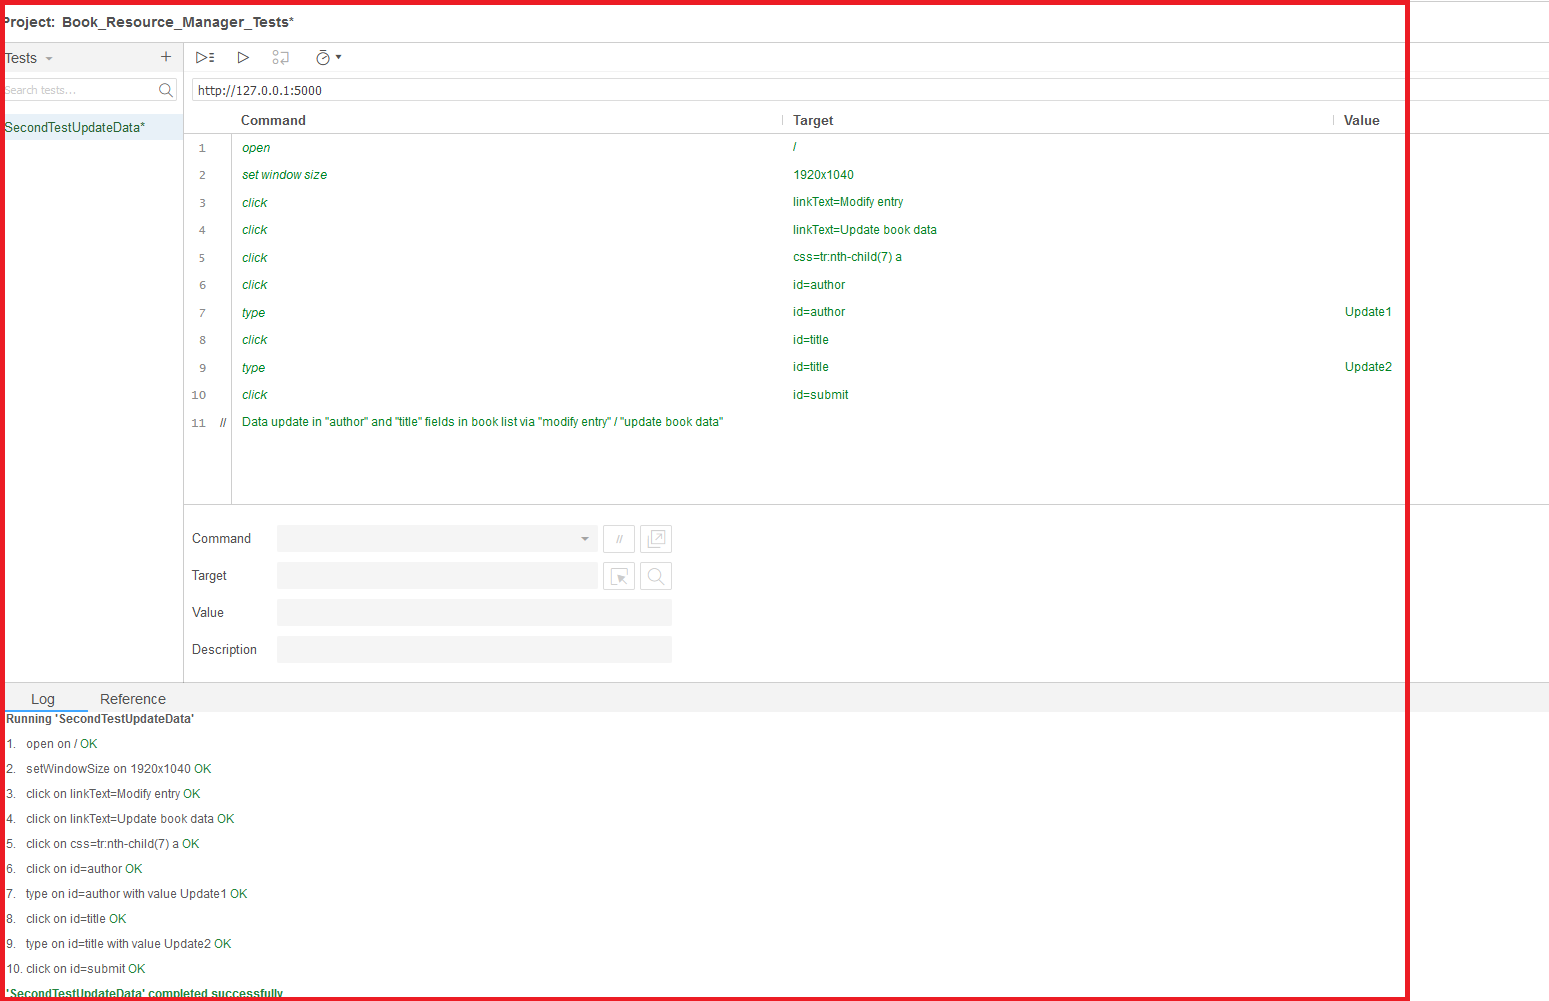 Project: Book_Resource_Manager_Tests*
Tests
Search tests...
SecondTestUpdateData*
http://127.0.0.1:5000
Command Target Value
1 open /
2 set window size 1920x1040
3 click linkText=Modify entry
4 click linkText=Update book data
5 click css=tr:nth-child(7) a
6 click id=author
7 type id=author Update1
8 click id=title
9 type id=title Update2
10 click id=submit
11 // Data update in "author" and "title" fields in book list via "modify entry" / "update book data"
Command //
Target
Value
Description
Log Reference
Running 'SecondTestUpdateData'
1. open on / OK
2. setWindowSize on 1920x1040 OK
3. click on linkText=Modify entry OK
4. click on linkText=Update book data OK
5. click on css=tr:nth-child(7) a OK
6. click on id=author OK
7. type on id=author with value Update1 OK
8. click on id=title OK
9. type on id=title with value Update2 OK
10. click on id=submit OK
'SecondTestUpdateData' completed successfully